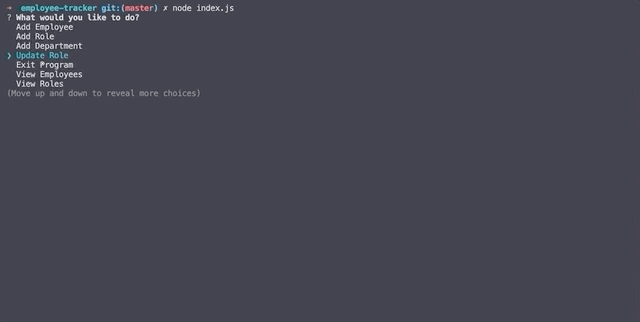 ➜  employee-tracker git:(master) ✗ node index.js
? What would you like to do?
Add Employee
Add Role
Add Department
❯ Update Role
Exit Program
View Employees
View Roles
(Move up and down to reveal more choices)